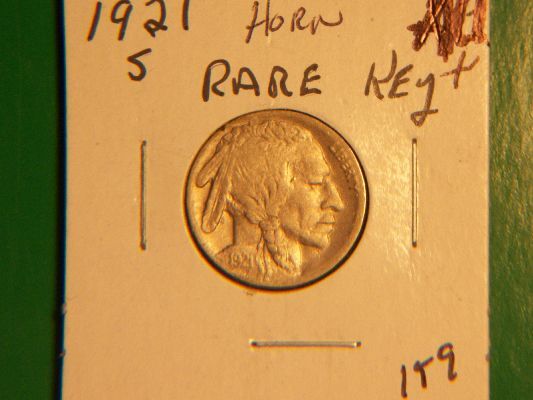 1921 HORN
S RARE Key+
LIBERTY
1921
159